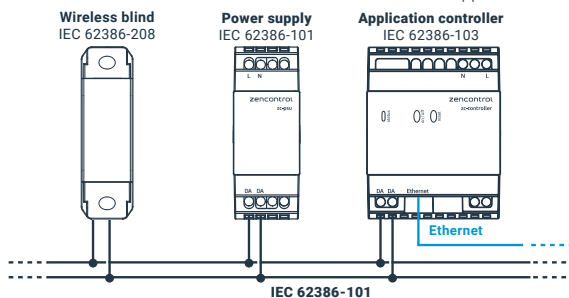 Wireless blind
IEC 62386-208
Power supply
IEC 62386-101
Application controller
IEC 62386-103
L N
zencontrol
zc-psu
DA DA
N L
zencontrol
zc-controller
DA DA Ethernet
Ethernet
IEC 62386-101